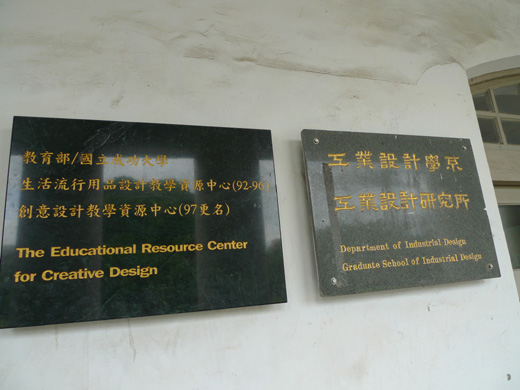 教育部/國立成功大學
生活流行用品設計教學資源中心(92-96)
創意設計教學資源中心(97更名)
The Educational Resource Center
for Creative Design
工業設計學系
工業設計研究所
Department of Industrial Design
Graduate School of Industrial Design